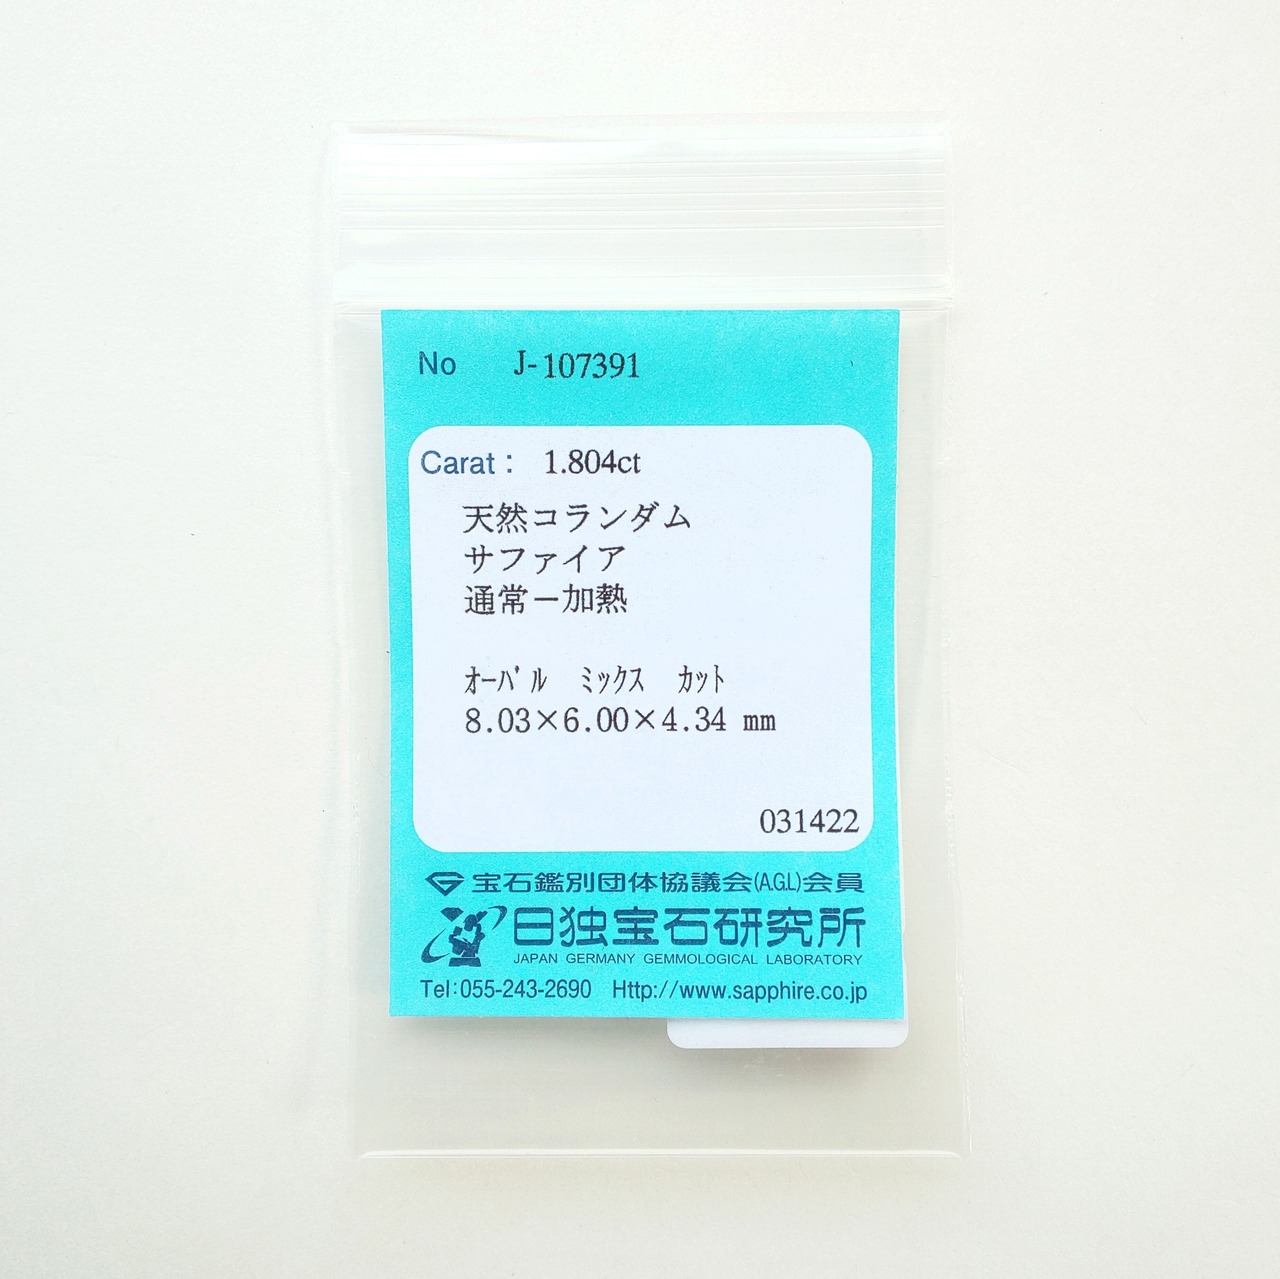 No J-107391
Carat： 1.804ct
天然コランダム
サファイア
通常－加熱
ｵｰﾊﾞﾙ ﾐｯｸｽ ｶｯﾄ
8.03×6.00×4.34 mm
031422
宝石鑑別団体協議会(A.G.L)会員
日独宝石研究所
JAPAN GERMANY GEMMOLOGICAL LABORATORY
Tel:055-243-2690 Http://www.sapphire.co.jp